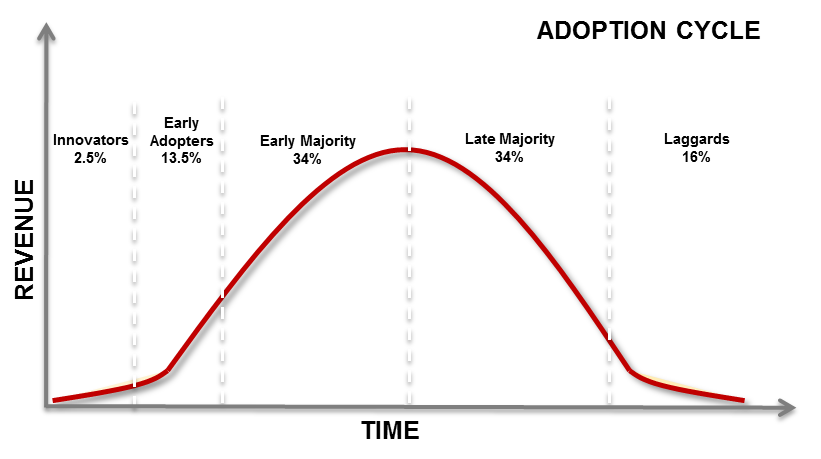 ADOPTION CYCLE
Innovators
2.5%
Early
Adopters
13.5%
Early Majority
34%
Late Majority
34%
Laggards
16%
REVENUE
TIME